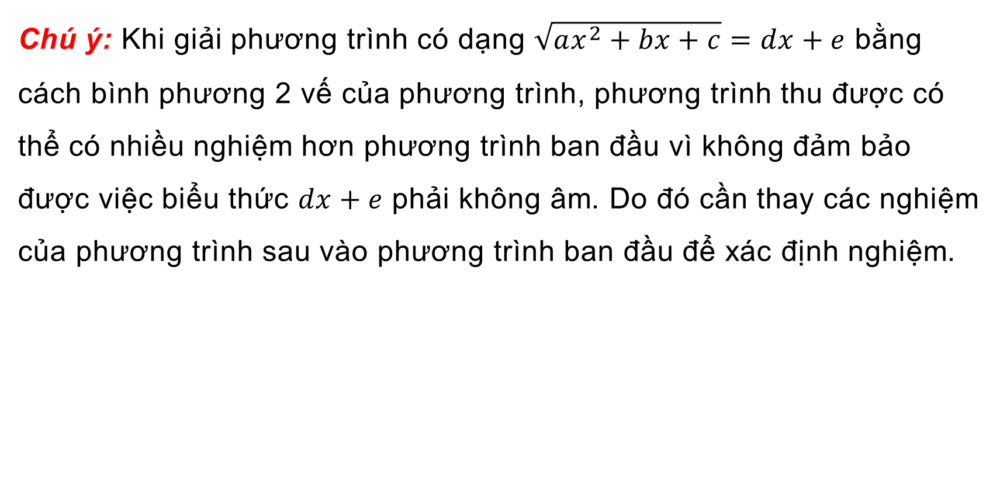 Chú ý: Khi giải phương trình có dạng √(ax² + bx + c) = dx + e bằng
cách bình phương 2 vế của phương trình, phương trình thu được có
thể có nhiều nghiệm hơn phương trình ban đầu vì không đảm bảo
được việc biểu thức dx + e phải không âm. Do đó cần thay các nghiệm
của phương trình sau vào phương trình ban đầu để xác định nghiệm.